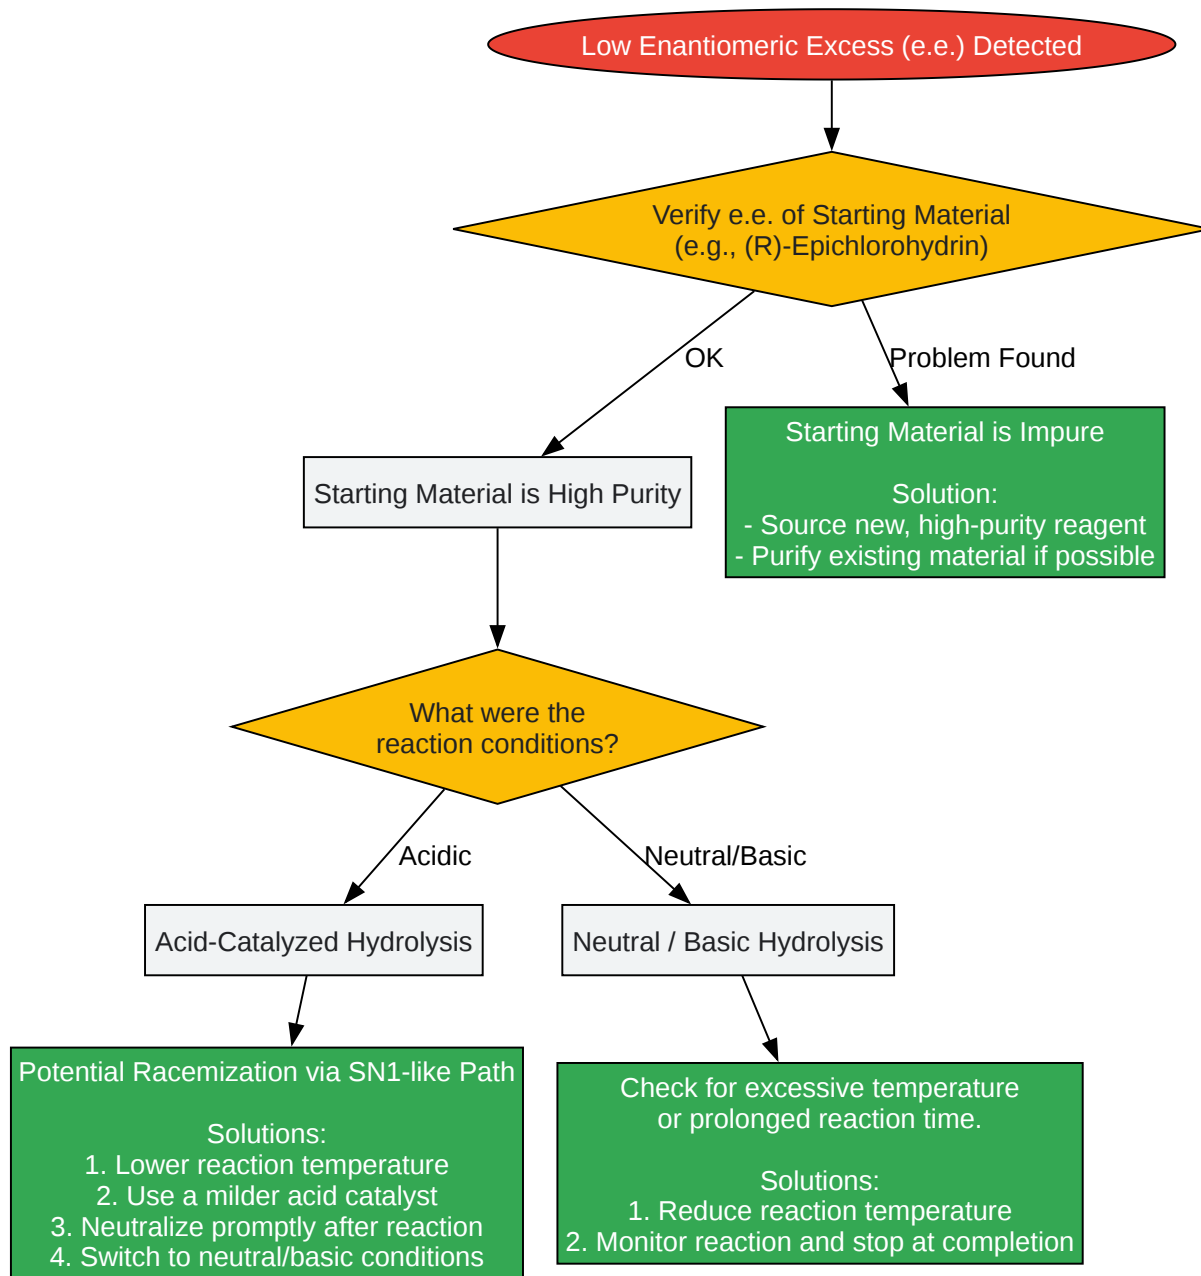 Low Enantiomeric Excess (e.e.) Detected
Verify e.e. of Starting Material
(e.g., (R)-Epichlorohydrin)
OK
Problem Found
Starting Material is High Purity
Starting Material is Impure
Solution:
- Source new, high-purity reagent
- Purify existing material if possible
What were the
reaction conditions?
Acidic
Neutral/Basic
Acid-Catalyzed Hydrolysis
Neutral / Basic Hydrolysis
Potential Racemization via SN1-like Path
Solutions:
1. Lower reaction temperature
2. Use a milder acid catalyst
3. Neutralize promptly after reaction
4. Switch to neutral/basic conditions
Check for excessive temperature
or prolonged reaction time.
Solutions:
1. Reduce reaction temperature
2. Monitor reaction and stop at completion